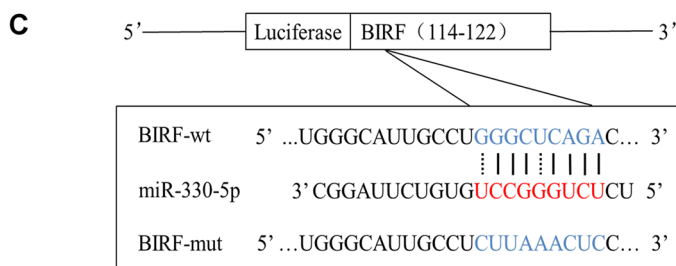 C
5’ Luciferase BIRF（114-122） 3’
BIRF-wt 5’ ...UGGGCAUUGCCUGGGCUCAGAC… 3’
miR-330-5p 3’ CGGAUUCUGUGUCCGGGUCUCU 5’
BIRF-mut 5’ …UGGGCAUUGCCUCUUAAACUCC… 3’